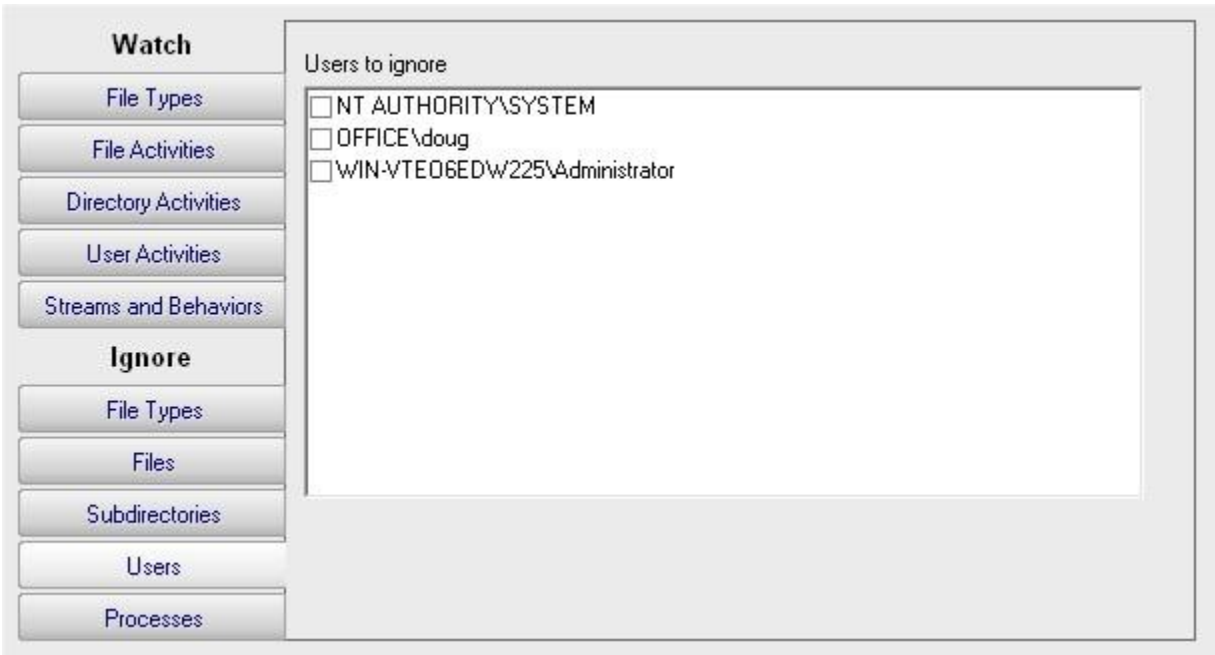 Watch
File Types
File Activities
Directory Activities
User Activities
Streams and Behaviors
Ignore
File Types
Files
Subdirectories
Users
Processes
Users to ignore
NT AUTHORITY\SYSTEM
OFFICE\doug
WIN-VTEO6EDW225\Administrator